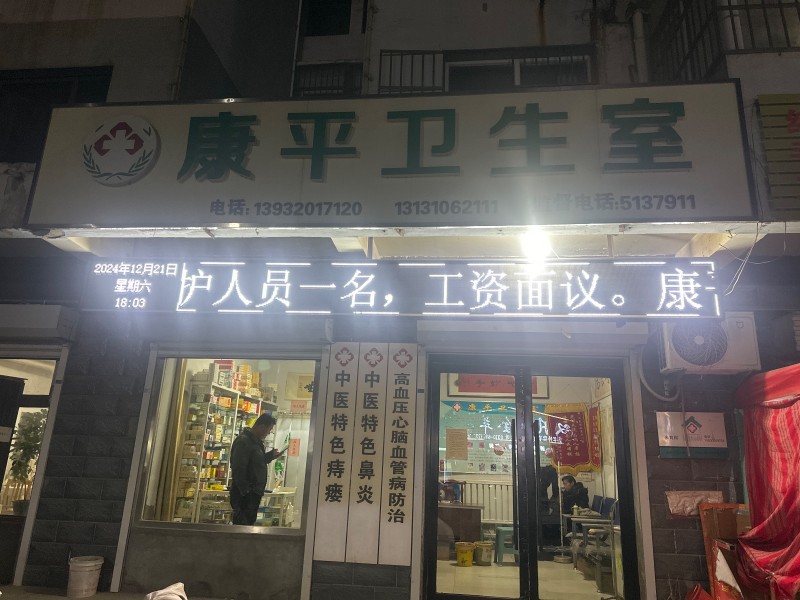 康平卫生室
电话:13932017120 13131062111 电话:5137911
2024年12月21日
星期六
18:03
护人员一名，工资面议。康
中医特色痔瘘
中医特色鼻炎
高血压心脑血管病防治